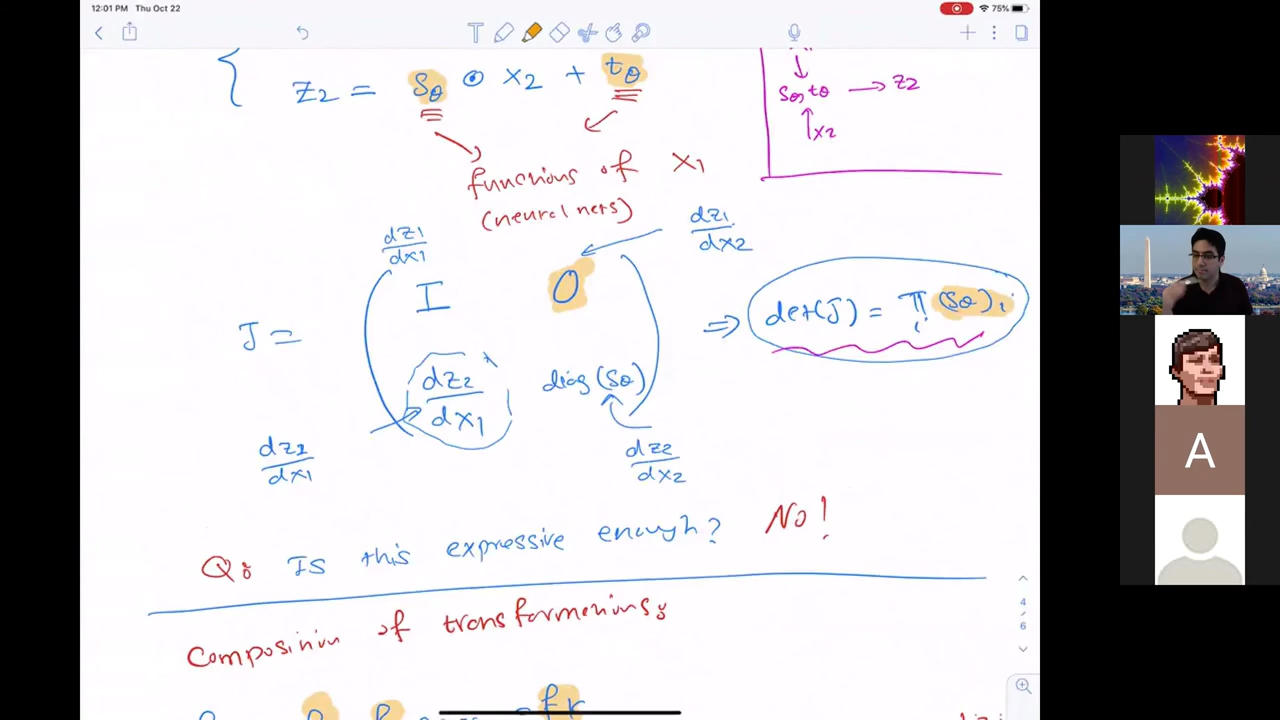 12:01 PM Thu Oct 22
75%
z2 = sθ ⊙ x2 + tθ
sθ, tθ → z2
↑ x2
functions of x1
(neural nets)
dz1/dx1
dz1/dx2
J =
I 0
dz2/dx1 diag(sθ)
⇒ det(J) = ∏i (sθ)i
dz2/dx1
dz2/dx2
Q: Is this expressive enough? No!
Composition of transformations:
4
/
6
A